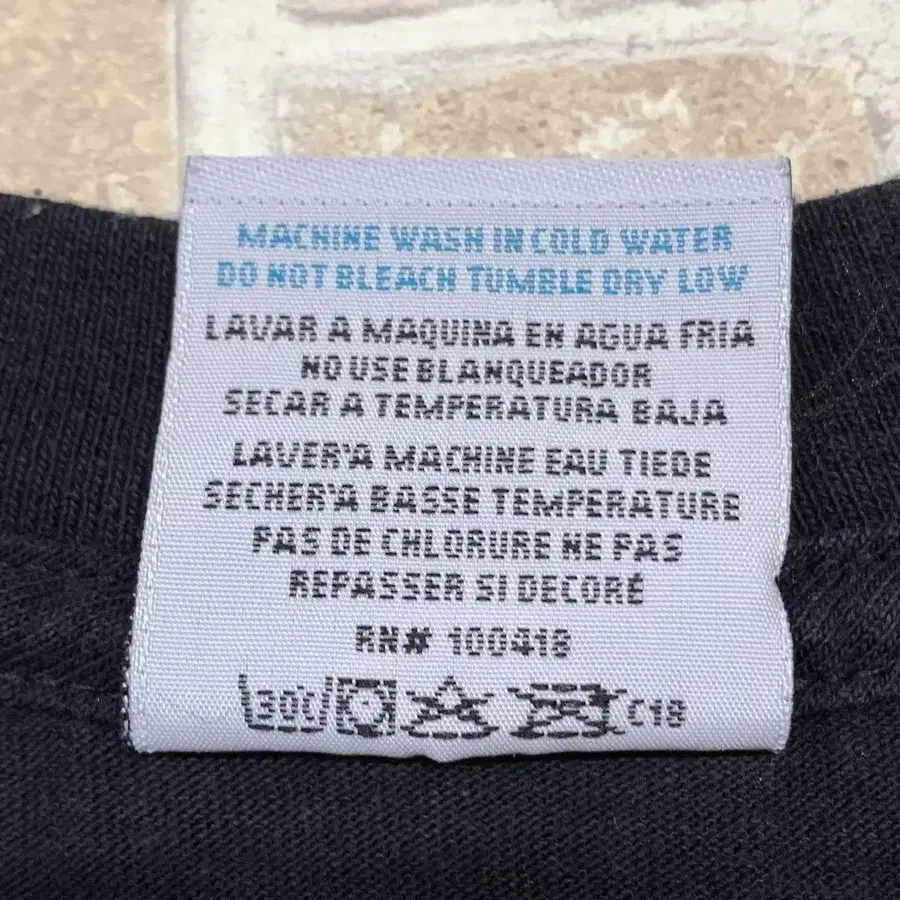 MACHINE WASH IN COLD WATER
DO NOT BLEACH TUMBLE DRY LOW
LAVAR A MAQUINA EN AGUA FRIA
NO USE BLANQUEADOR
SECAR A TEMPERATURA BAJA
LAVER'A MACHINE EAU TIEDE
SECHER'A BASSE TEMPERATURE
PAS DE CHLORURE NE PAS
REPASSER SI DECORÉ
RN# 100418
300 C18